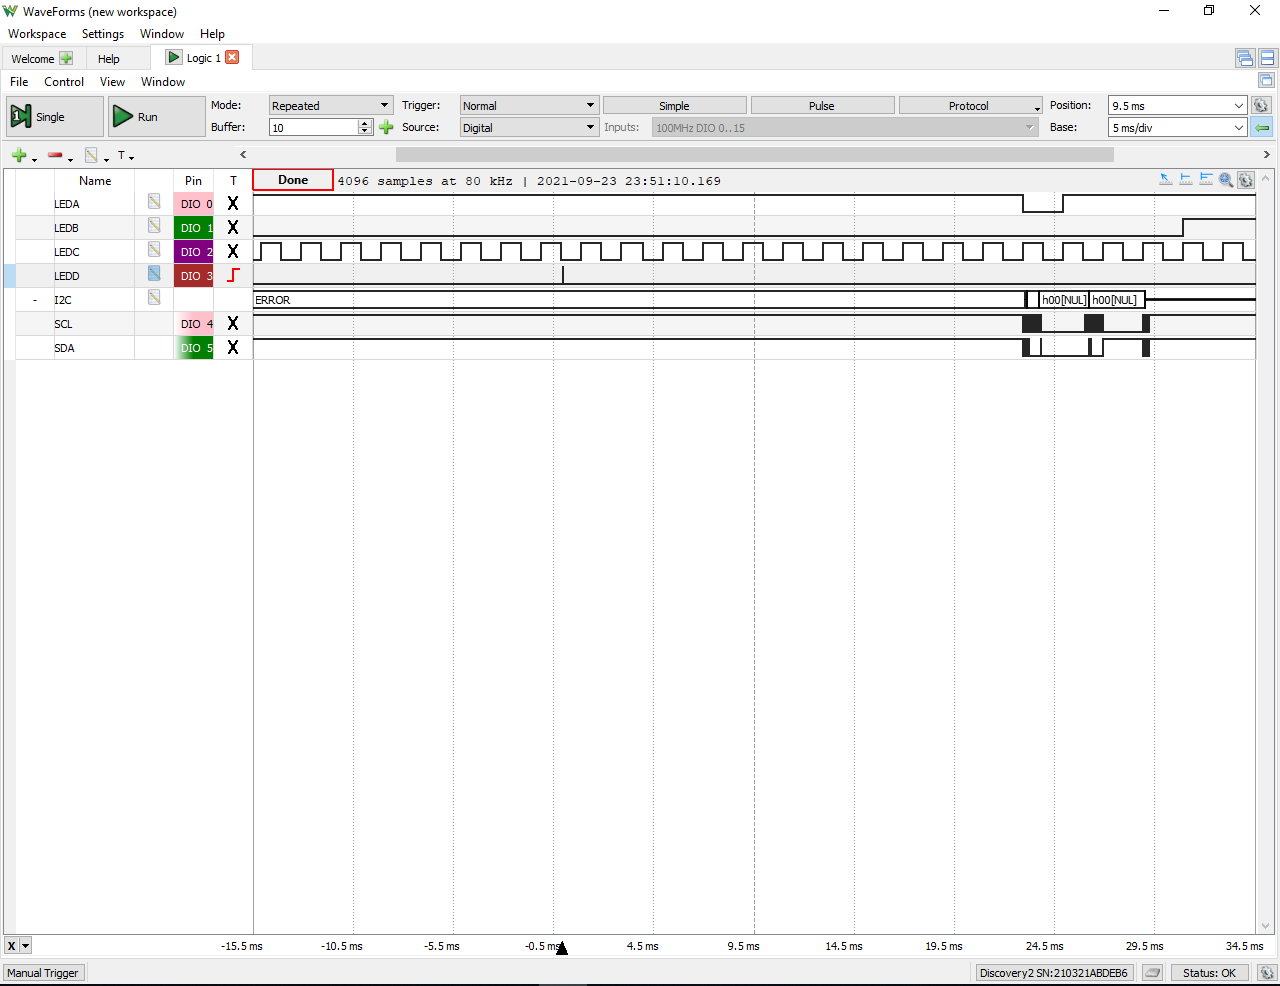 WaveForms (new workspace)
Workspace Settings Window Help
Welcome Help Logic 1
File Control View Window
Single Run Mode: Repeated Trigger: Normal Simple Pulse Protocol Position: 9.5 ms
Buffer: 10 Source: Digital Inputs: 100MHz DIO 0..15 Base: 5 ms/div
T
Name Pin T Done 4096 samples at 80 kHz | 2021-09-23 23:51:10.169
LEDA DIO 0 X
LEDB DIO 1 X
LEDC DIO 2 X
LEDD DIO 3
- I2C ERROR h00[NUL] h00[NUL]
SCL DIO 4 X
SDA DIO 5 X
X -15.5 ms -10.5 ms -5.5 ms -0.5 ms 4.5 ms 9.5 ms 14.5 ms 19.5 ms 24.5 ms 29.5 ms 34.5 ms
Manual Trigger Discovery2 SN:210321ABDEB6 Status: OK